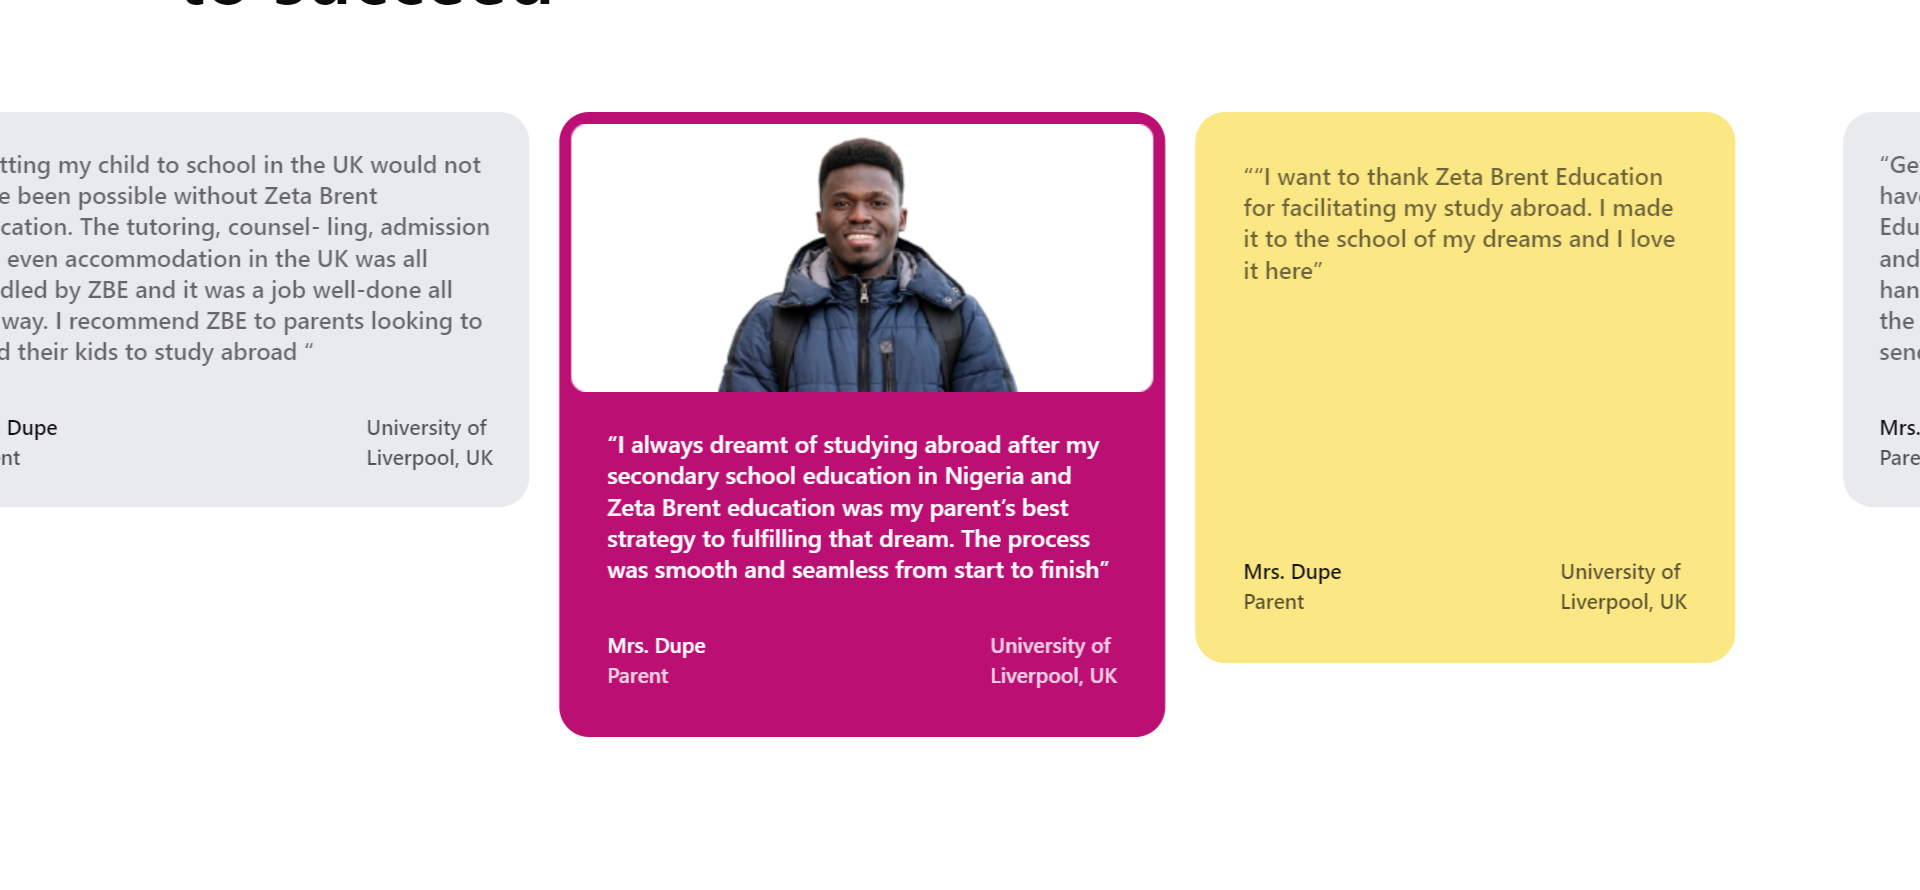 to succeed
tting my child to school in the UK would not
e been possible without Zeta Brent
cation. The tutoring, counsel- ling, admission
even accommodation in the UK was all
dled by ZBE and it was a job well-done all
way. I recommend ZBE to parents looking to
d their kids to study abroad “
Dupe
nt
University of
Liverpool, UK
“I always dreamt of studying abroad after my
secondary school education in Nigeria and
Zeta Brent education was my parent’s best
strategy to fulfilling that dream. The process
was smooth and seamless from start to finish”
Mrs. Dupe
Parent
University of
Liverpool, UK
““I want to thank Zeta Brent Education
for facilitating my study abroad. I made
it to the school of my dreams and I love
it here”
Mrs. Dupe
Parent
University of
Liverpool, UK
“Ge
hav
Edu
and
han
the
sen
Mrs.
Pare